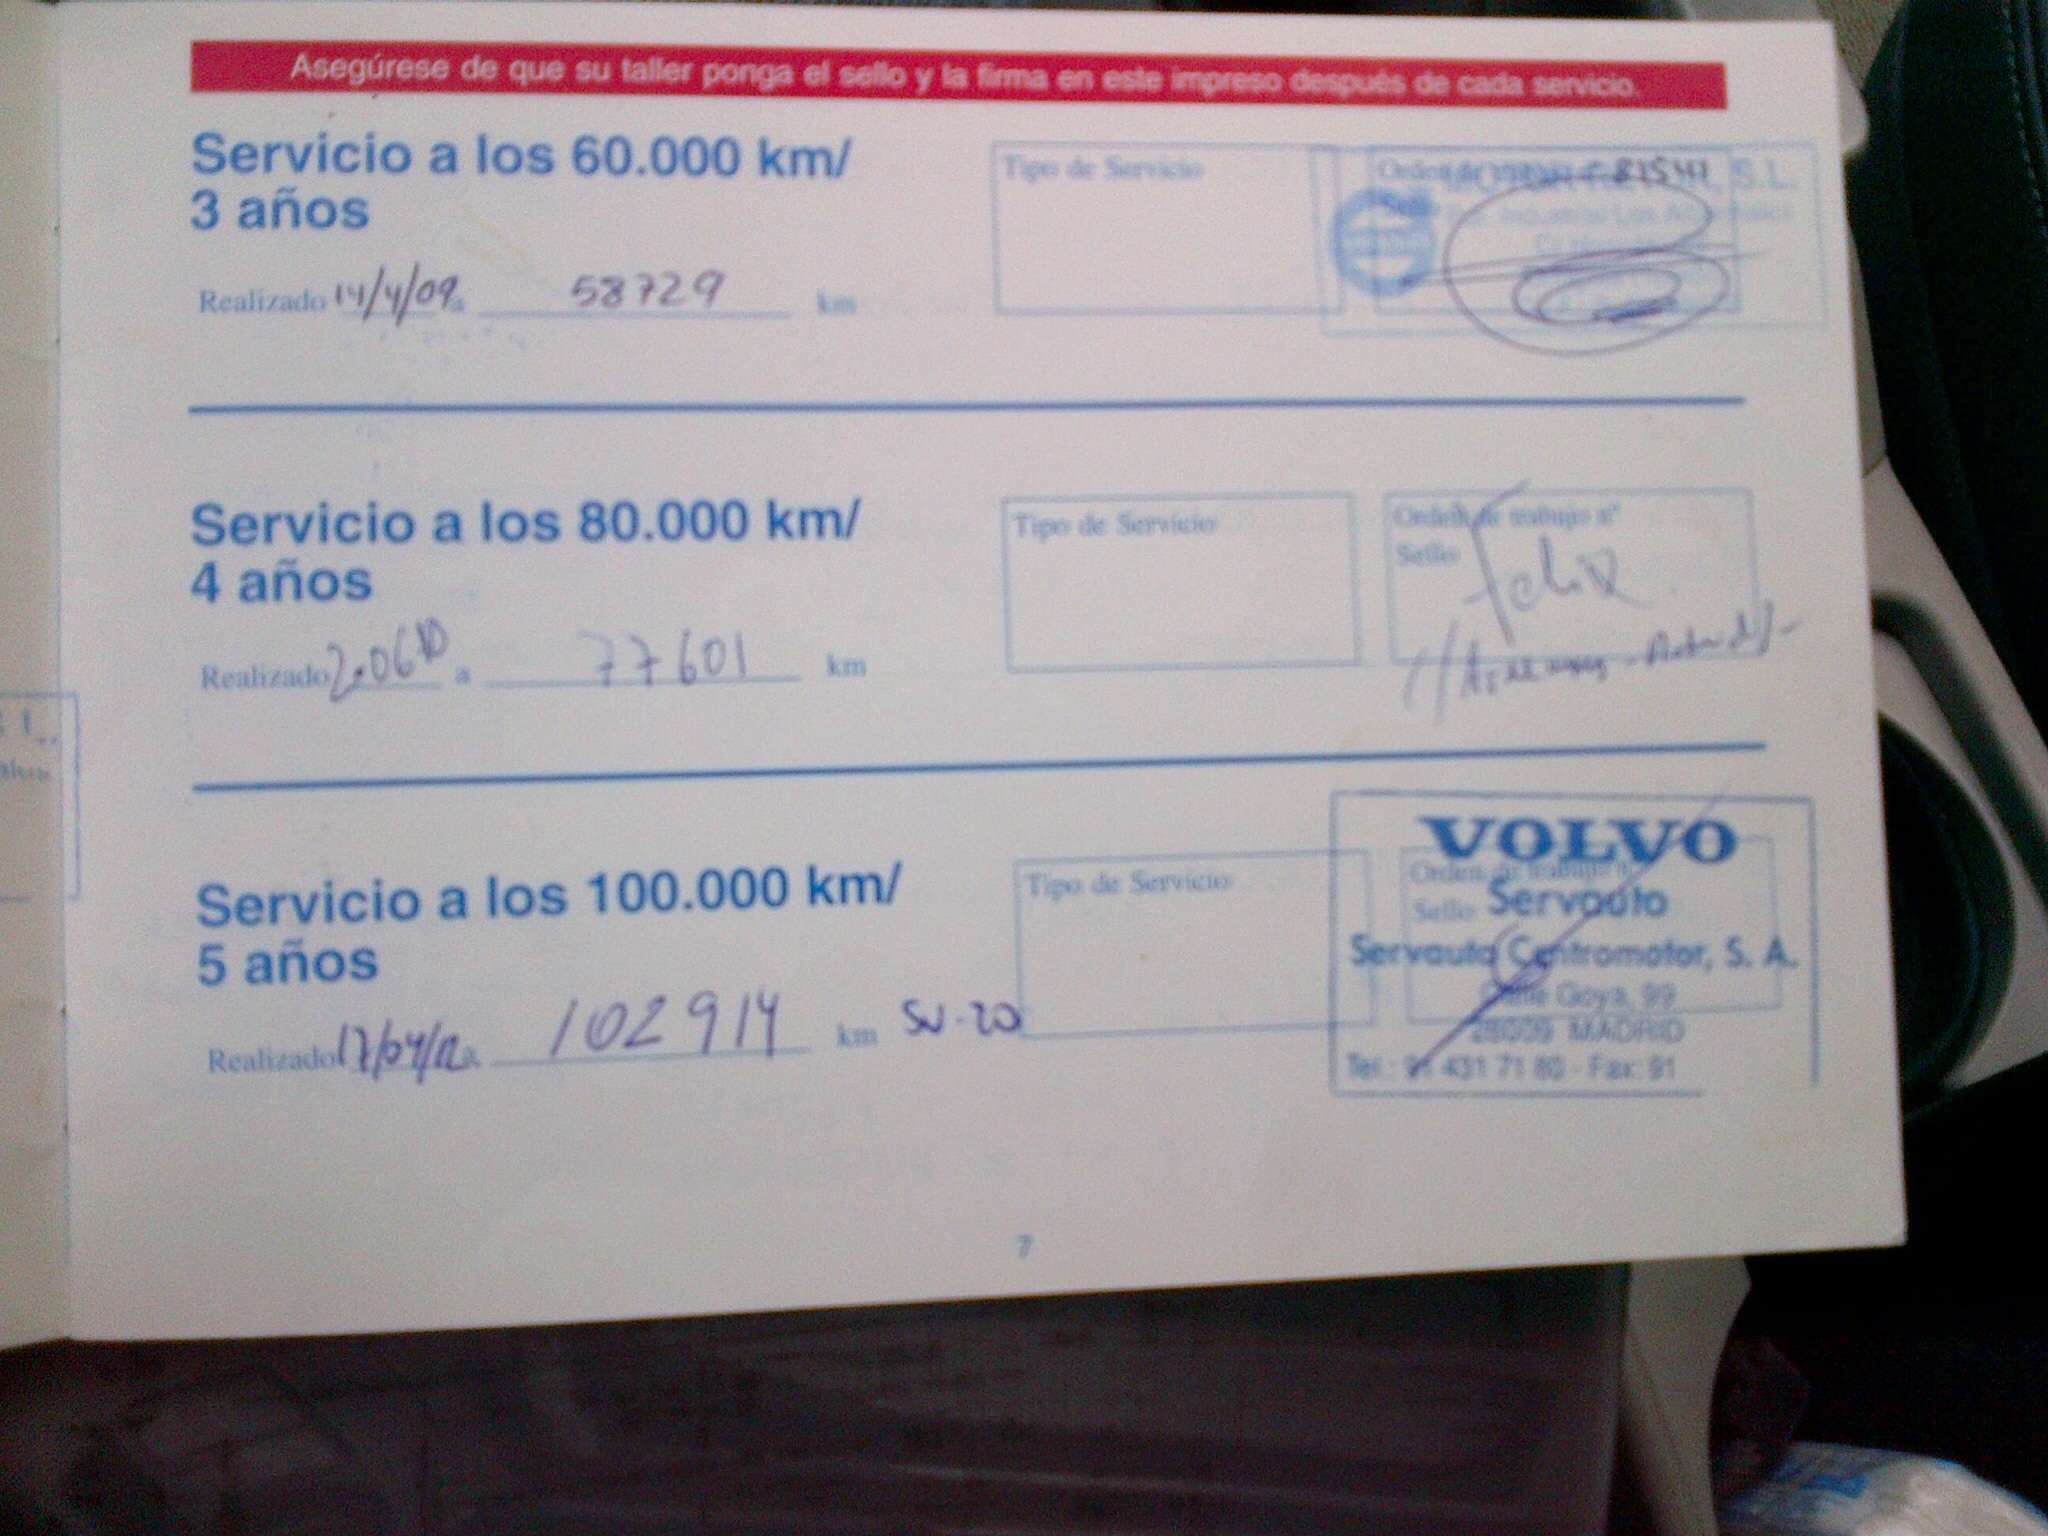 Asegúrese de que su taller ponga el sello y la firma en este impreso después de cada servicio.
Servicio a los 60.000 km/
3 años
Realizado 14/4/09 a 58729 km
Tipo de Servicio
S.L.
Servicio a los 80.000 km/
4 años
Realizado 2.06 10 a 77601 km
Tipo de Servicio
Orden de trabajo nº
Sello
Felix
Servicio a los 100.000 km/
5 años
Realizado 17/04/12 a 102914 km SU-20
Tipo de Servicio
Orden de trabajo
Sello
VOLVO
Servauto
Servauto Centromotor, S. A.
Calle Goya, 99
28009 MADRID
Tel.: 91 431 71 80 - Fax: 91
7